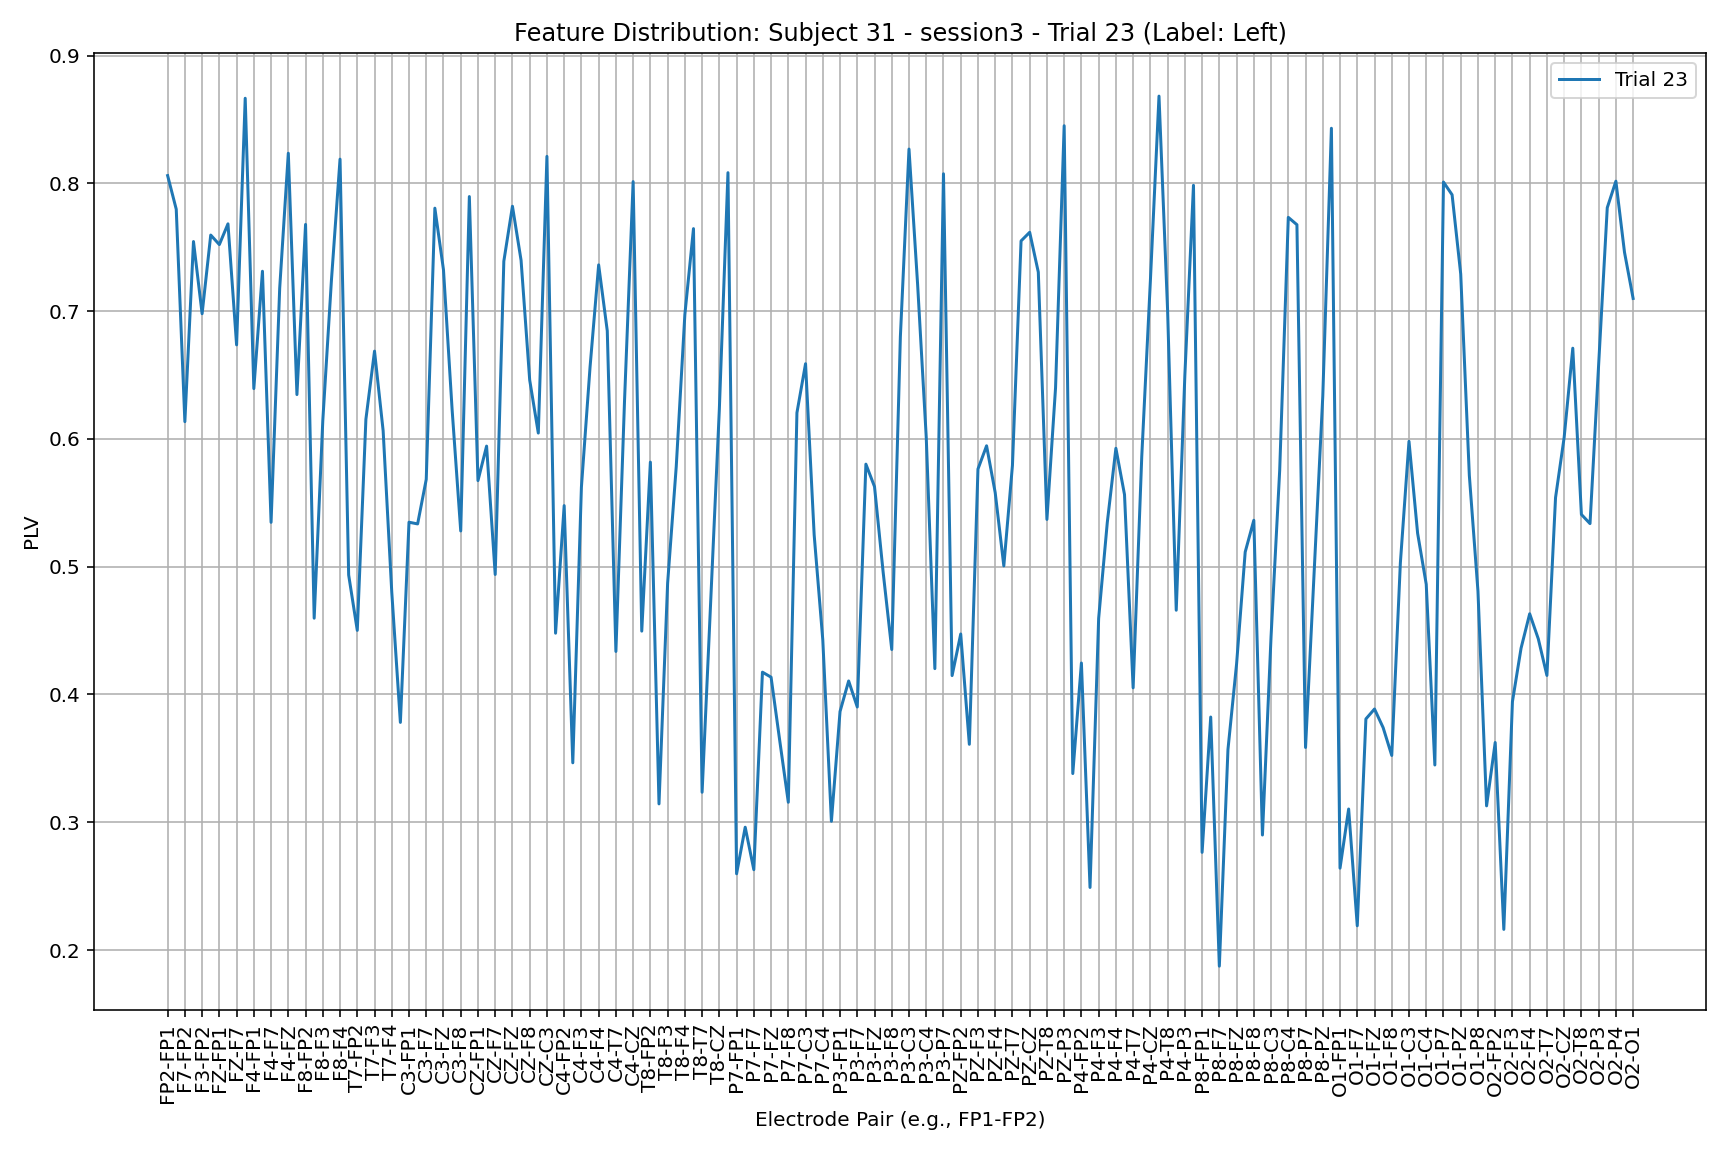 Feature Distribution: Subject 31 - session3 - Trial 23 (Label: Left)
Trial 23
PLV
0.9
0.8
0.7
0.6
0.5
0.4
0.3
0.2
FP2-FP1
F7-FP2
F3-FP2
FZ-FP1
FZ-F7
F4-FP1
F4-F7
F4-FZ
F8-FP2
F8-F3
F8-F4
T7-FP2
T7-F3
T7-F4
C3-FP1
C3-F7
C3-FZ
C3-F8
CZ-FP1
CZ-F7
CZ-FZ
CZ-F8
CZ-C3
C4-FP2
C4-F3
C4-F4
C4-T7
C4-CZ
T8-FP2
T8-F3
T8-F4
T8-T7
T8-CZ
P7-FP1
P7-F7
P7-FZ
P7-F8
P7-C3
P7-C4
P3-FP1
P3-F7
P3-FZ
P3-F8
P3-C3
P3-C4
P3-P7
PZ-FP2
PZ-F3
PZ-F4
PZ-T7
PZ-CZ
PZ-T8
PZ-P3
P4-FP2
P4-F3
P4-F4
P4-T7
P4-CZ
P4-T8
P4-P3
P8-FP1
P8-F7
P8-FZ
P8-F8
P8-C3
P8-C4
P8-P7
P8-PZ
O1-FP1
O1-F7
O1-FZ
O1-F8
O1-C3
O1-C4
O1-P7
O1-PZ
O1-P8
O2-FP2
O2-F3
O2-F4
O2-T7
O2-CZ
O2-T8
O2-P3
O2-P4
O2-O1
Electrode Pair (e.g., FP1-FP2)